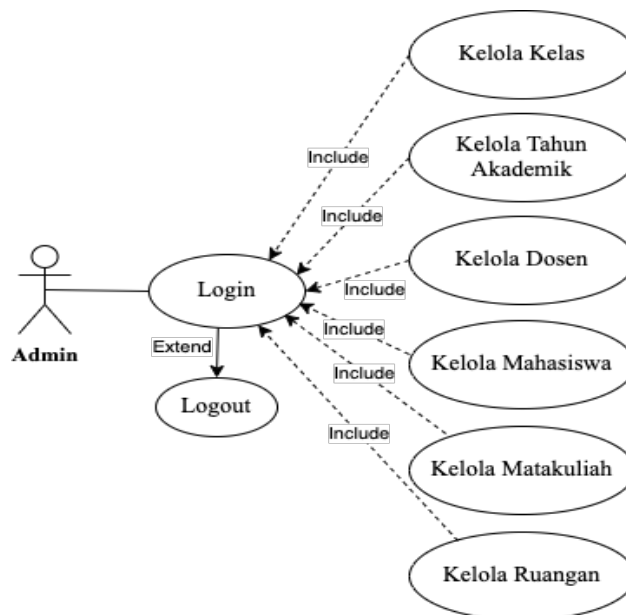 Kelola Kelas
Include
Kelola Tahun
Akademik
Include
Kelola Dosen
Include
Login
Admin
Include
Extend
Kelola Mahasiswa
Include
Logout
Include
Kelola Matakuliah
Kelola Ruangan